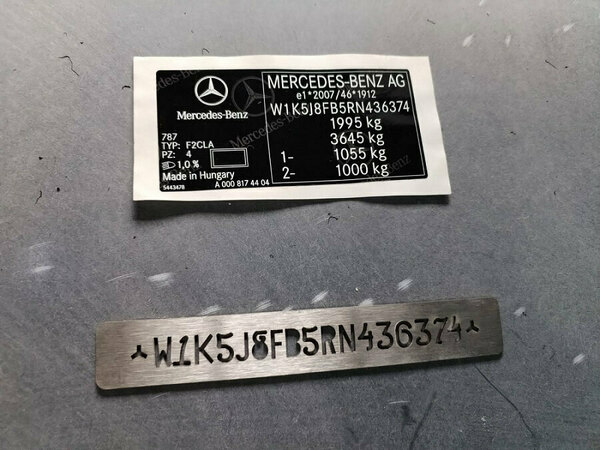 Mercedes-Benz
787
TYP: F2CLA
PZ: 4
1,0%
Made in Hungary
5443478
A 000 817 44 04
MERCEDES-BENZ AG
e1*2007/46*1912
W1K5J8FB5RN436374
1995 kg
3645 kg
1- 1055 kg
2- 1000 kg
W1K5J8FB5RN436374